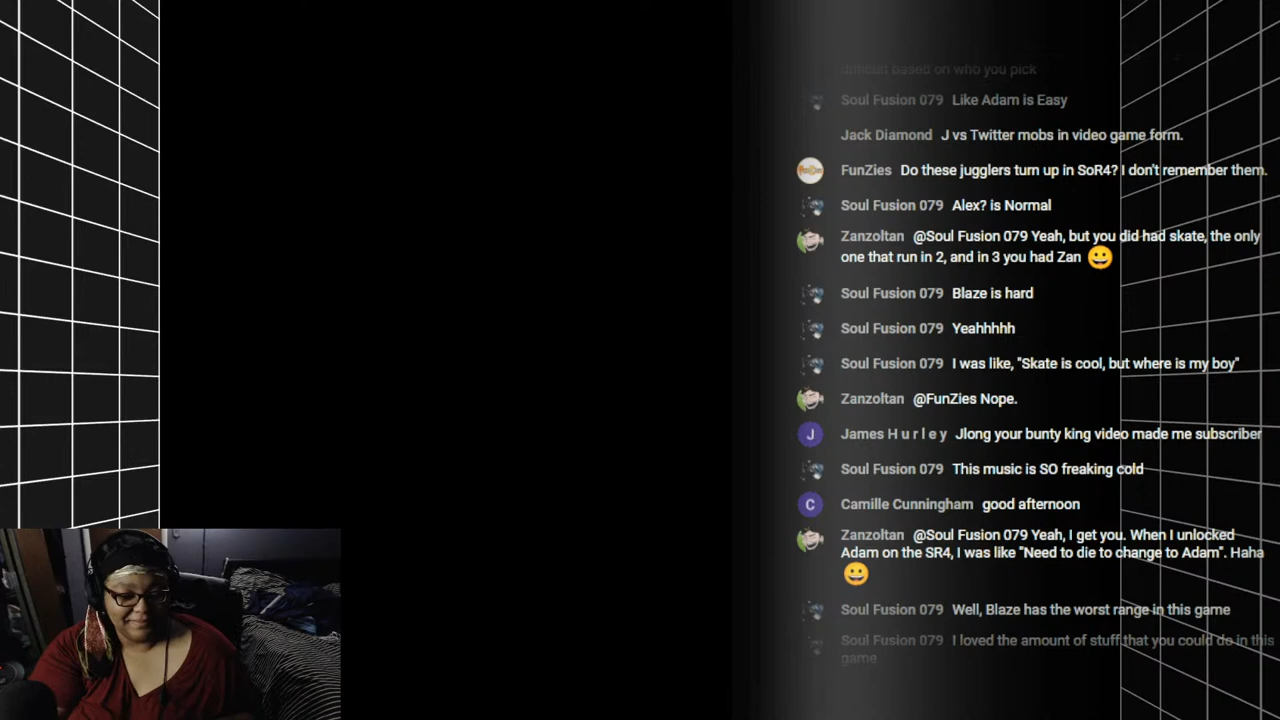 difficult based on who you pick
Soul Fusion 079 Like Adam is Easy
Jack Diamond J vs Twitter mobs in video game form.
FunZies Do these jugglers turn up in SoR4? I don't remember them.
Soul Fusion 079 Alex? is Normal
Zanzoltan @Soul Fusion 079 Yeah, but you did had skate, the only
one that run in 2, and in 3 you had Zan 😀
Soul Fusion 079 Blaze is hard
Soul Fusion 079 Yeahhhhh
Soul Fusion 079 I was like, "Skate is cool, but where is my boy"
Zanzoltan @FunZies Nope.
J James H u r l e y Jlong your bunty king video made me subscriber
Soul Fusion 079 This music is SO freaking cold
C Camille Cunningham good afternoon
Zanzoltan @Soul Fusion 079 Yeah, I get you. When I unlocked
Adam on the SR4, I was like "Need to die to change to Adam". Haha
😀
Soul Fusion 079 Well, Blaze has the worst range in this game
Soul Fusion 079 I loved the amount of stuff that you could do in this
game